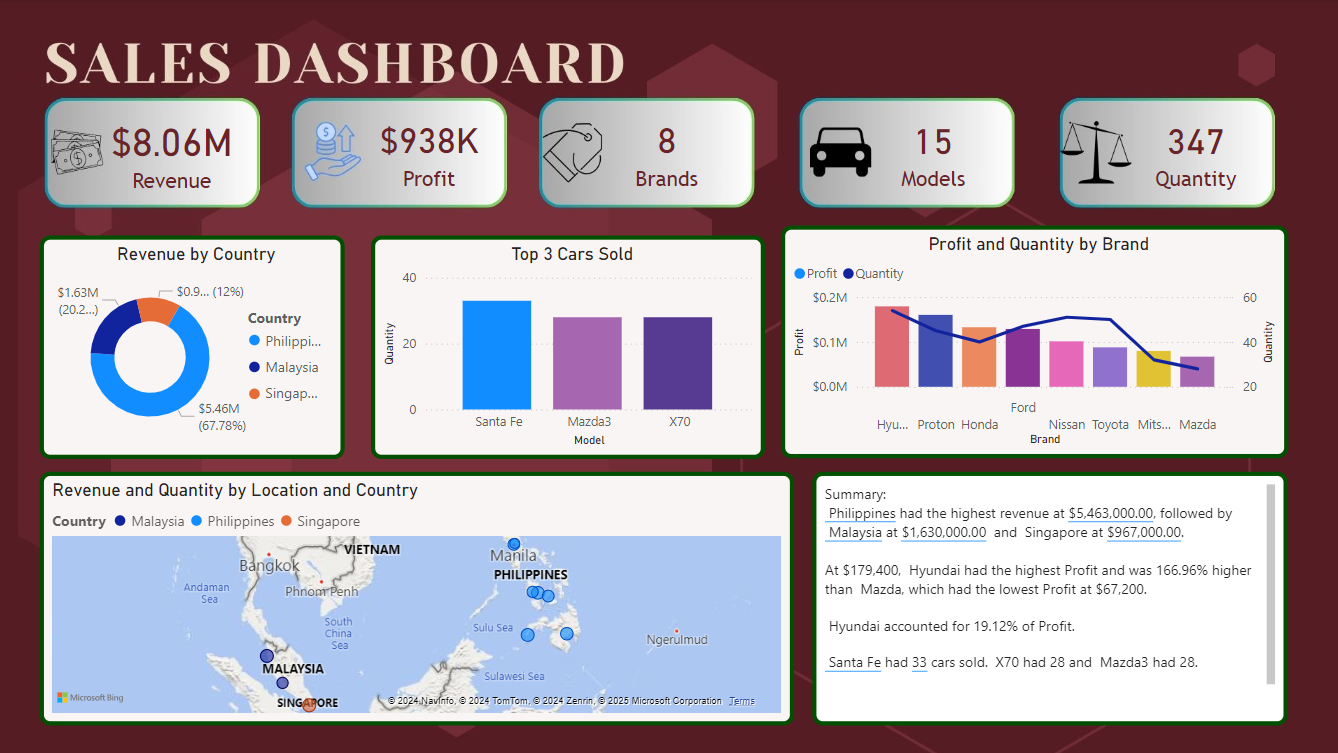 SALES DASHBOARD
$8.06M
Revenue
$938K
Profit
8
Brands
15
Models
347
Quantity
Revenue by Country
$1.63M
(20.2...)
$0.9... (12%)
$5.46M
(67.78%)
Country
Philippi...
Malaysia
Singap...
Top 3 Cars Sold
Quantity
40
20
0
Santa Fe Mazda3 X70
Model
Profit and Quantity by Brand
Profit Quantity
Profit
$0.2M
$0.1M
$0.0M
60
40
20
Quantity
Ford
Hyu... Proton Honda Nissan Toyota Mits... Mazda
Brand
Revenue and Quantity by Location and Country
Country Malaysia Philippines Singapore
VIETNAM
Bangkok
Manila
PHILIPPINES
Andaman
Sea
Phnom Penh
South
China
Sea
Sulu Sea
Ngerulmud
MALAYSIA
Sulawesi Sea
SINGAPORE
Microsoft Bing
© 2024 NavInfo, © 2024 TomTom, © 2024 Zenrin, © 2025 Microsoft Corporation Terms
Summary:
Philippines had the highest revenue at $5,463,000.00, followed by
Malaysia at $1,630,000.00 and Singapore at $967,000.00.
At $179,400, Hyundai had the highest Profit and was 166.96% higher
than Mazda, which had the lowest Profit at $67,200.
Hyundai accounted for 19.12% of Profit.
Santa Fe had 33 cars sold. X70 had 28 and Mazda3 had 28.